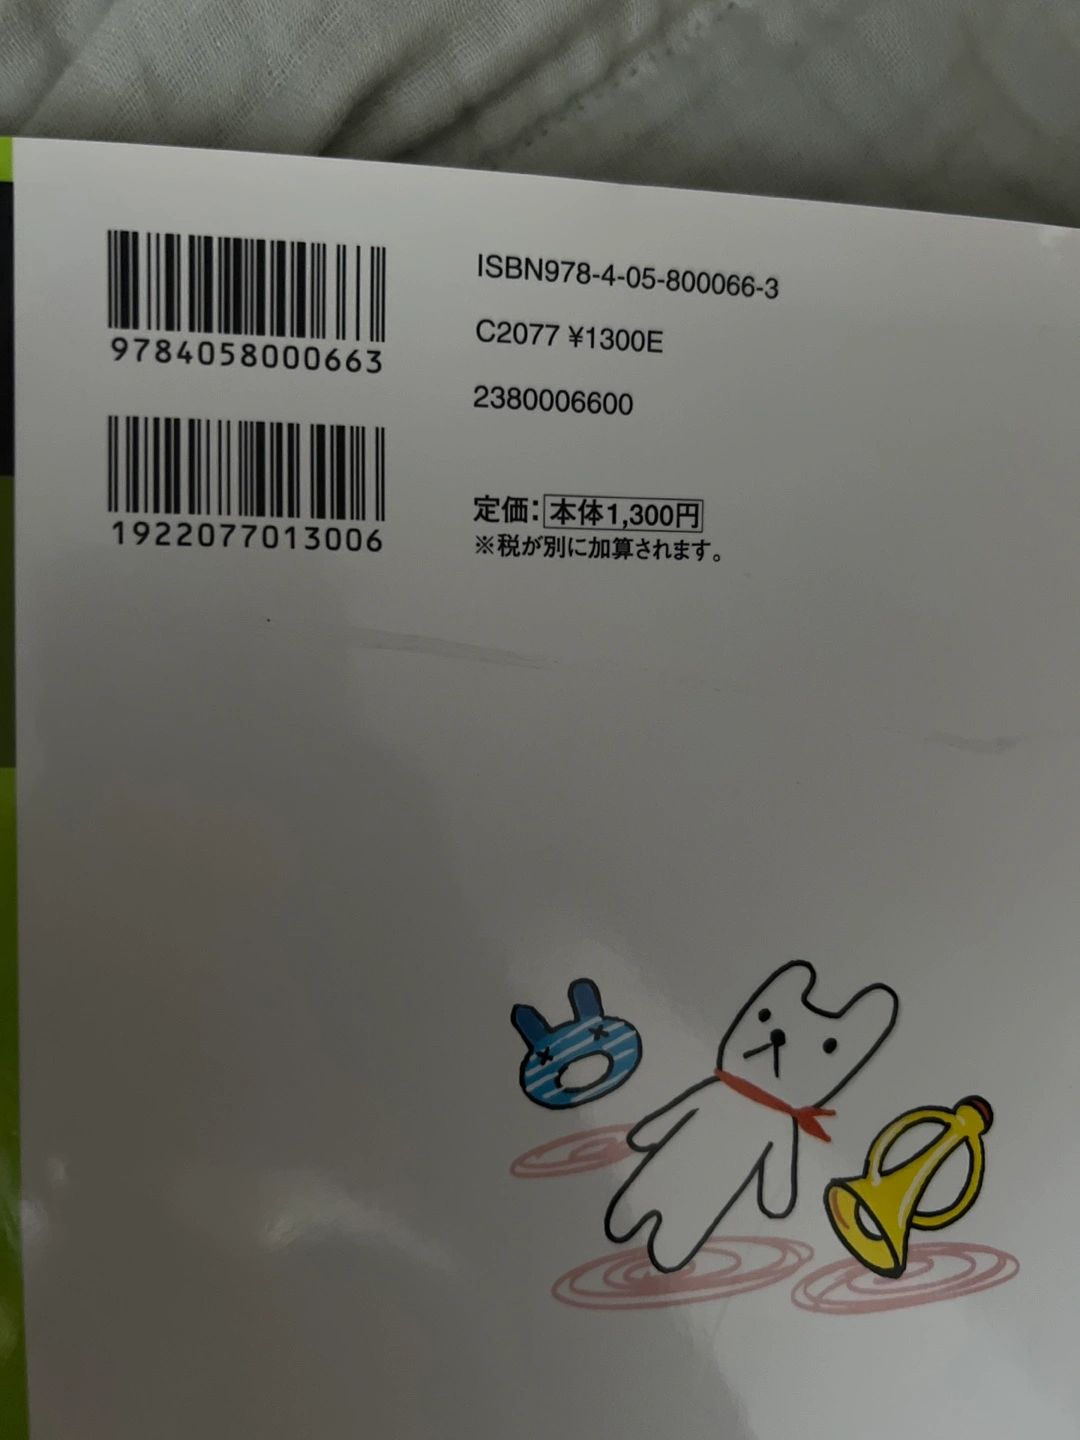 9784058000663
1922077013006
ISBN978-4-05-800066-3
C2077 ¥1300E
2380006600
定価：本体1,300円
※税が別に加算されます。